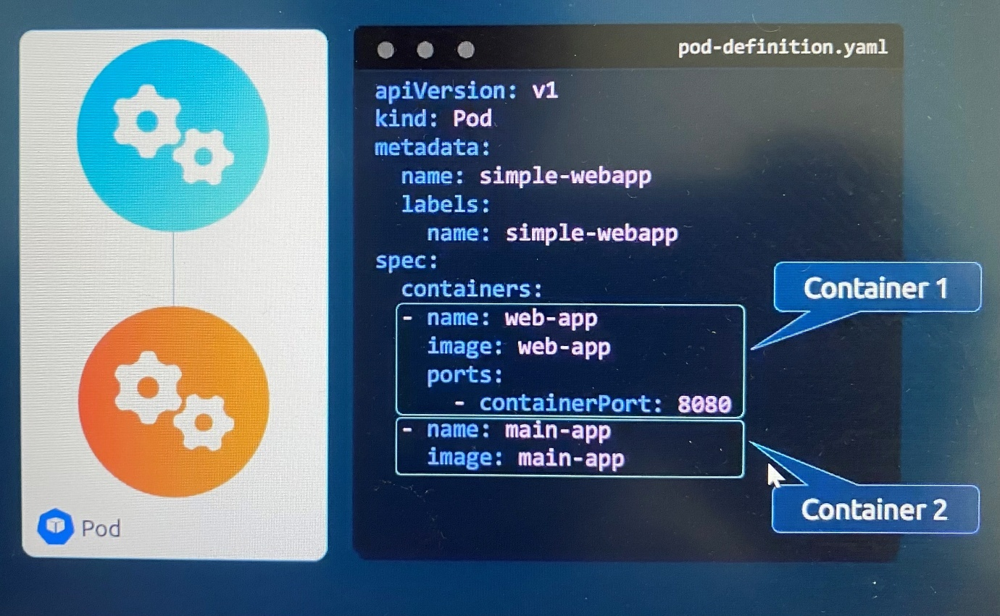 pod-definition.yaml
apiVersion: v1
kind: Pod
metadata:
  name: simple-webapp
  labels:
    name: simple-webapp
spec:
  containers:
  - name: web-app
    image: web-app
    ports:
      - containerPort: 8080
  - name: main-app
    image: main-app
Container 1
Container 2
Pod